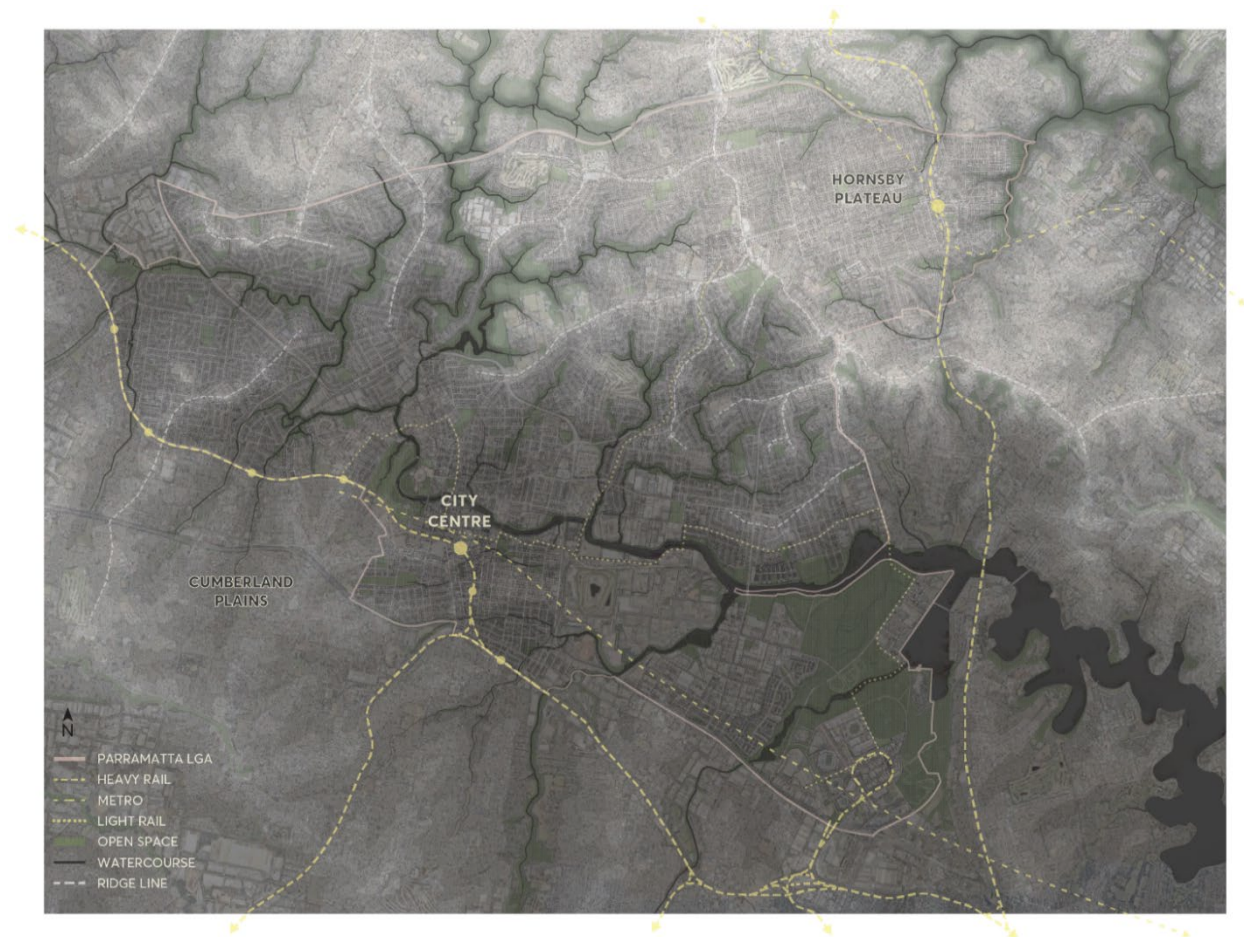 HORNSBY
PLATEAU
CITY
CENTRE
CUMBERLAND
PLAINS
N
PARRAMATTA LGA
HEAVY RAIL
METRO
LIGHT RAIL
OPEN SPACE
WATERCOURSE
RIDGE LINE